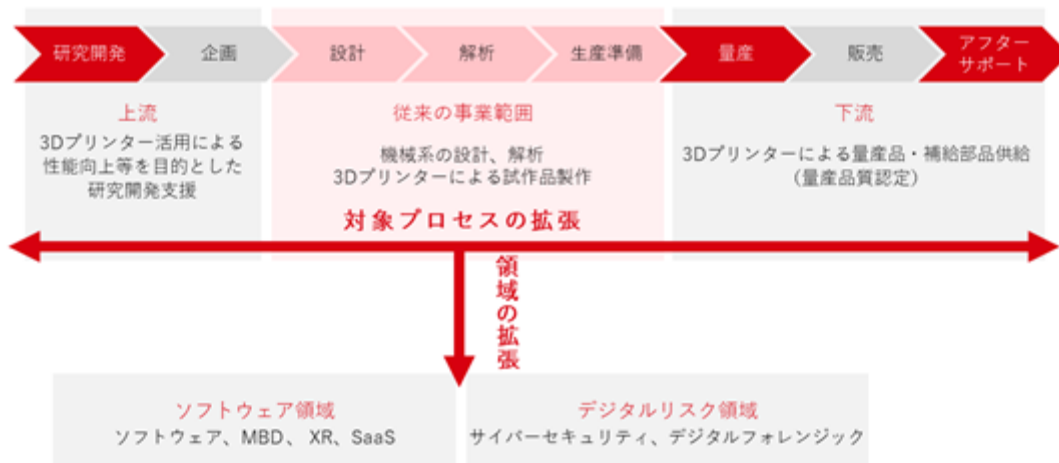 研究開発
企画
設計
解析
生産準備
量産
販売
アフター
サポート
上流
3Dプリンター活用による
性能向上等を目的とした
研究開発支援
従来の事業範囲
機械系の設計、解析
3Dプリンターによる試作品製作
下流
3Dプリンターによる量産品・補給部品供給
（量産品質認定）
対象プロセスの拡張
領域の拡張
ソフトウェア領域
ソフトウェア、MBD、 XR、SaaS
デジタルリスク領域
サイバーセキュリティ、デジタルフォレンジック